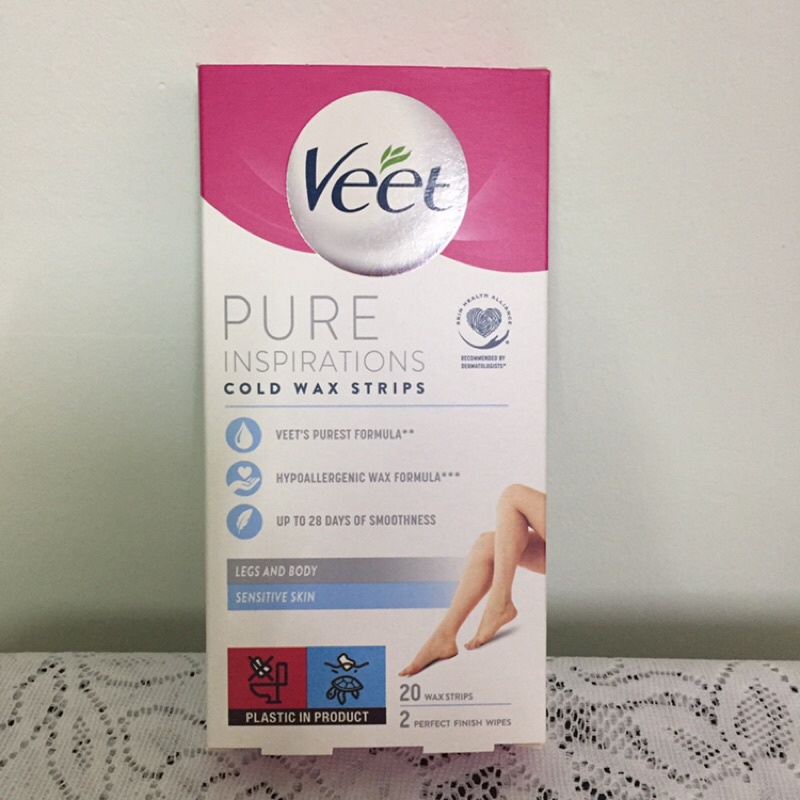 Veet
PURE
INSPIRATIONS
COLD WAX STRIPS
SKIN HEALTH ALLIANCE
®
RECOMMENDED BY
DERMATOLOGISTS*
VEET'S PUREST FORMULA**
HYPOALLERGENIC WAX FORMULA***
UP TO 28 DAYS OF SMOOTHNESS
LEGS AND BODY
SENSITIVE SKIN
PLASTIC IN PRODUCT
20 WAX STRIPS
2 PERFECT FINISH WIPES